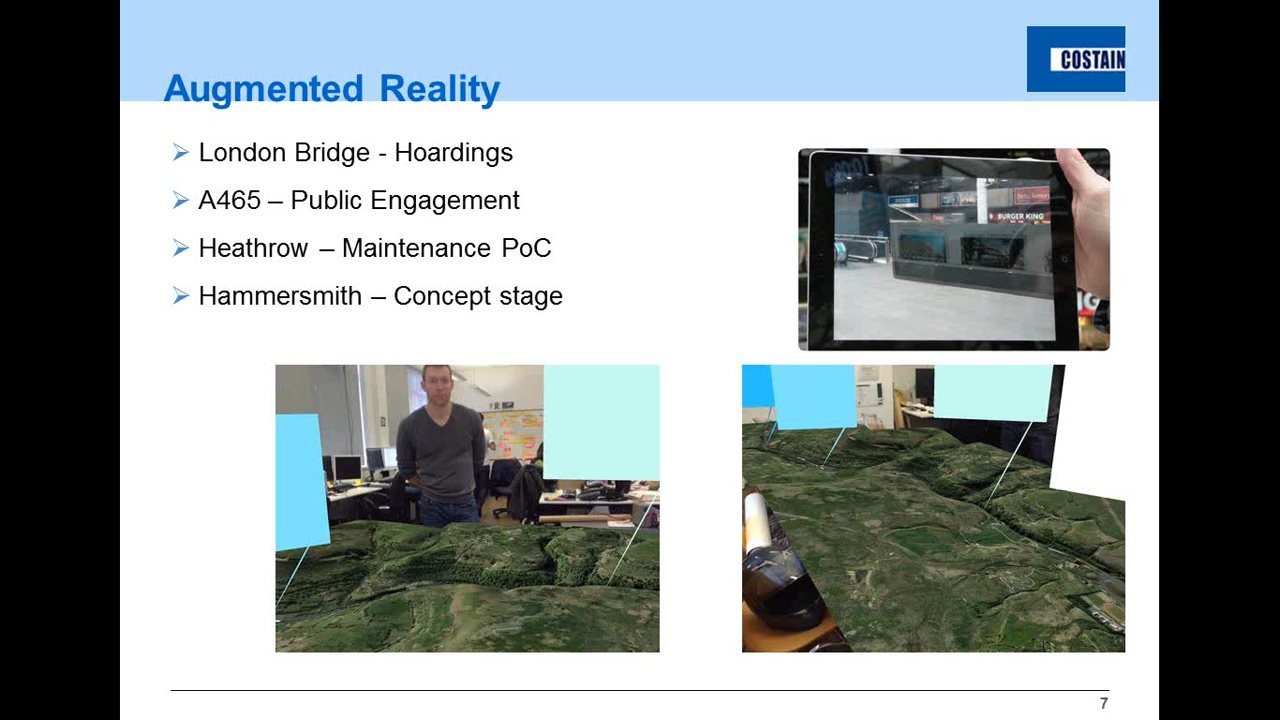 COSTAIN
Augmented Reality
London Bridge - Hoardings
A465 – Public Engagement
Heathrow – Maintenance PoC
Hammersmith – Concept stage
BURGER KING
7